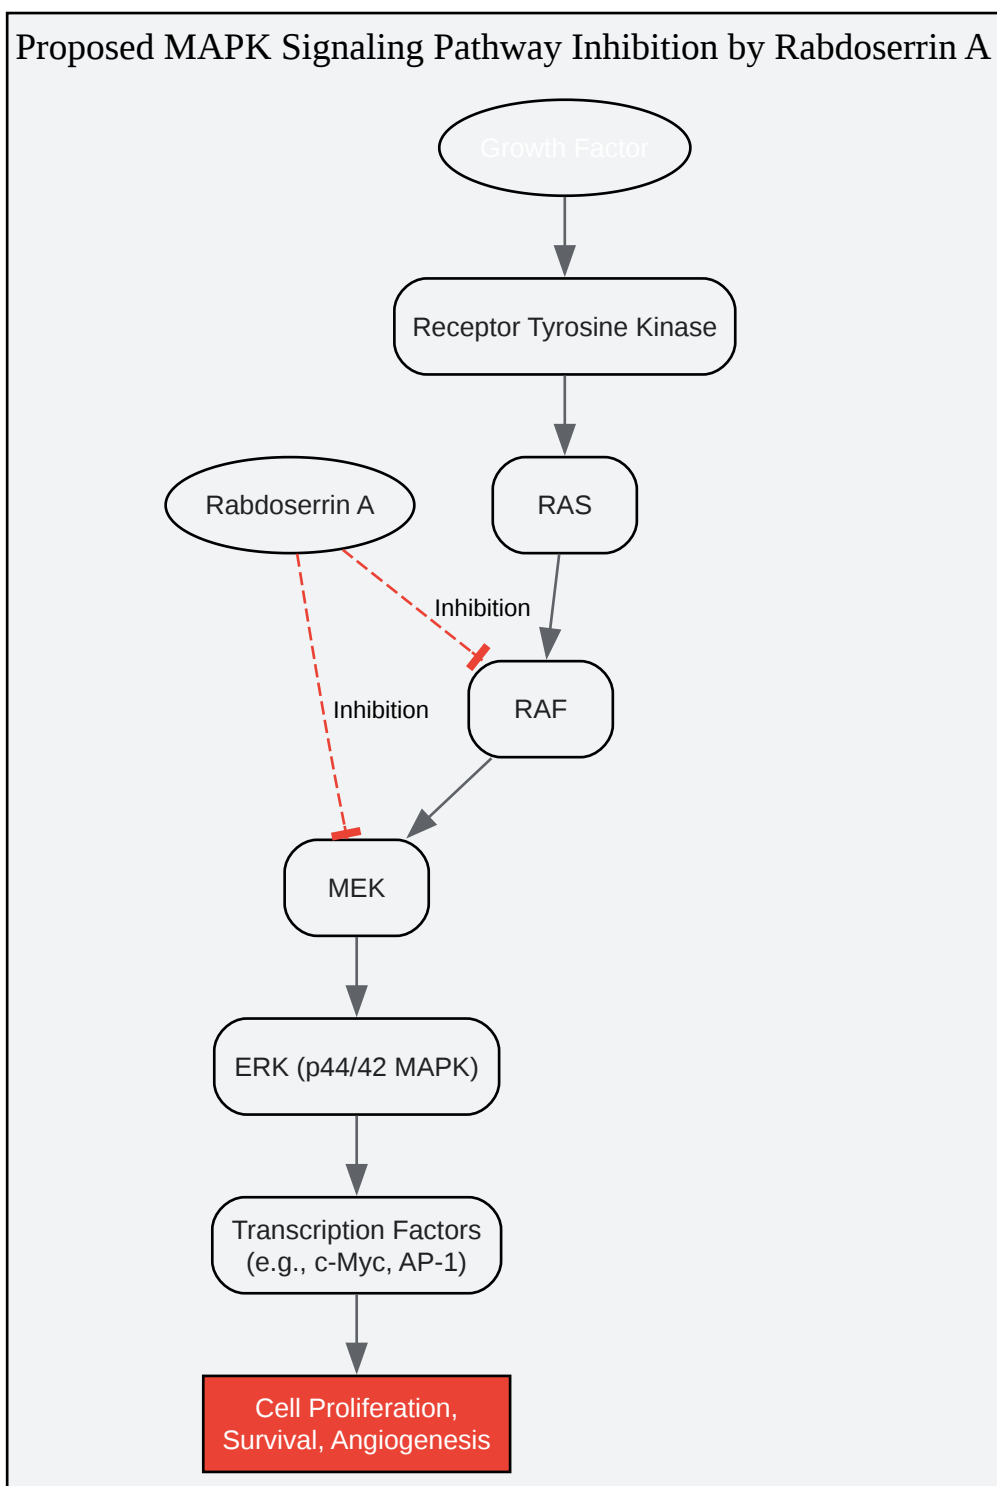 Proposed MAPK Signaling Pathway Inhibition by Rabdoserrin A
Growth Factor
Receptor Tyrosine Kinase
Rabdoserrin A
RAS
Inhibition
RAF
Inhibition
MEK
ERK (p44/42 MAPK)
Transcription Factors
(e.g., c-Myc, AP-1)
Cell Proliferation,
Survival, Angiogenesis